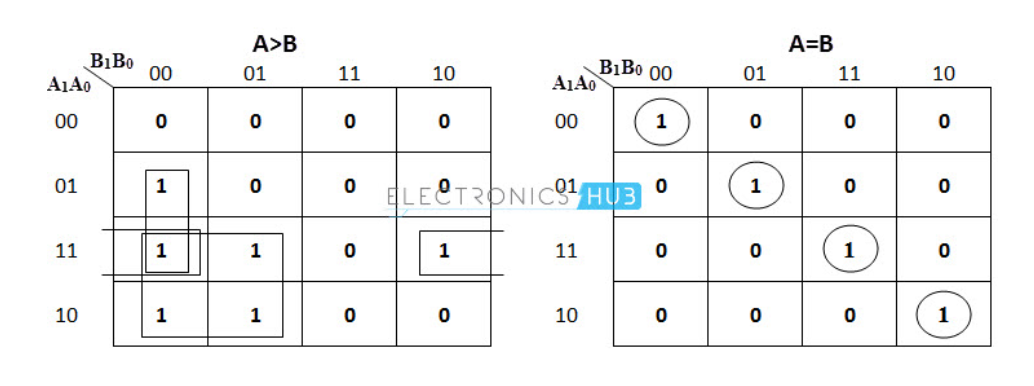 A>B A=B
B₁B₀ 00 01 11 10 B₁B₀ 00 01 11 10
A₁A₀ A₁A₀
00 0 0 0 0 00 1 0 0 0
01 1 0 0 0 01 0 1 0 0
ELECTRONICS HUB
11 1 1 0 1 11 0 0 1 0
10 1 1 0 0 10 0 0 0 1